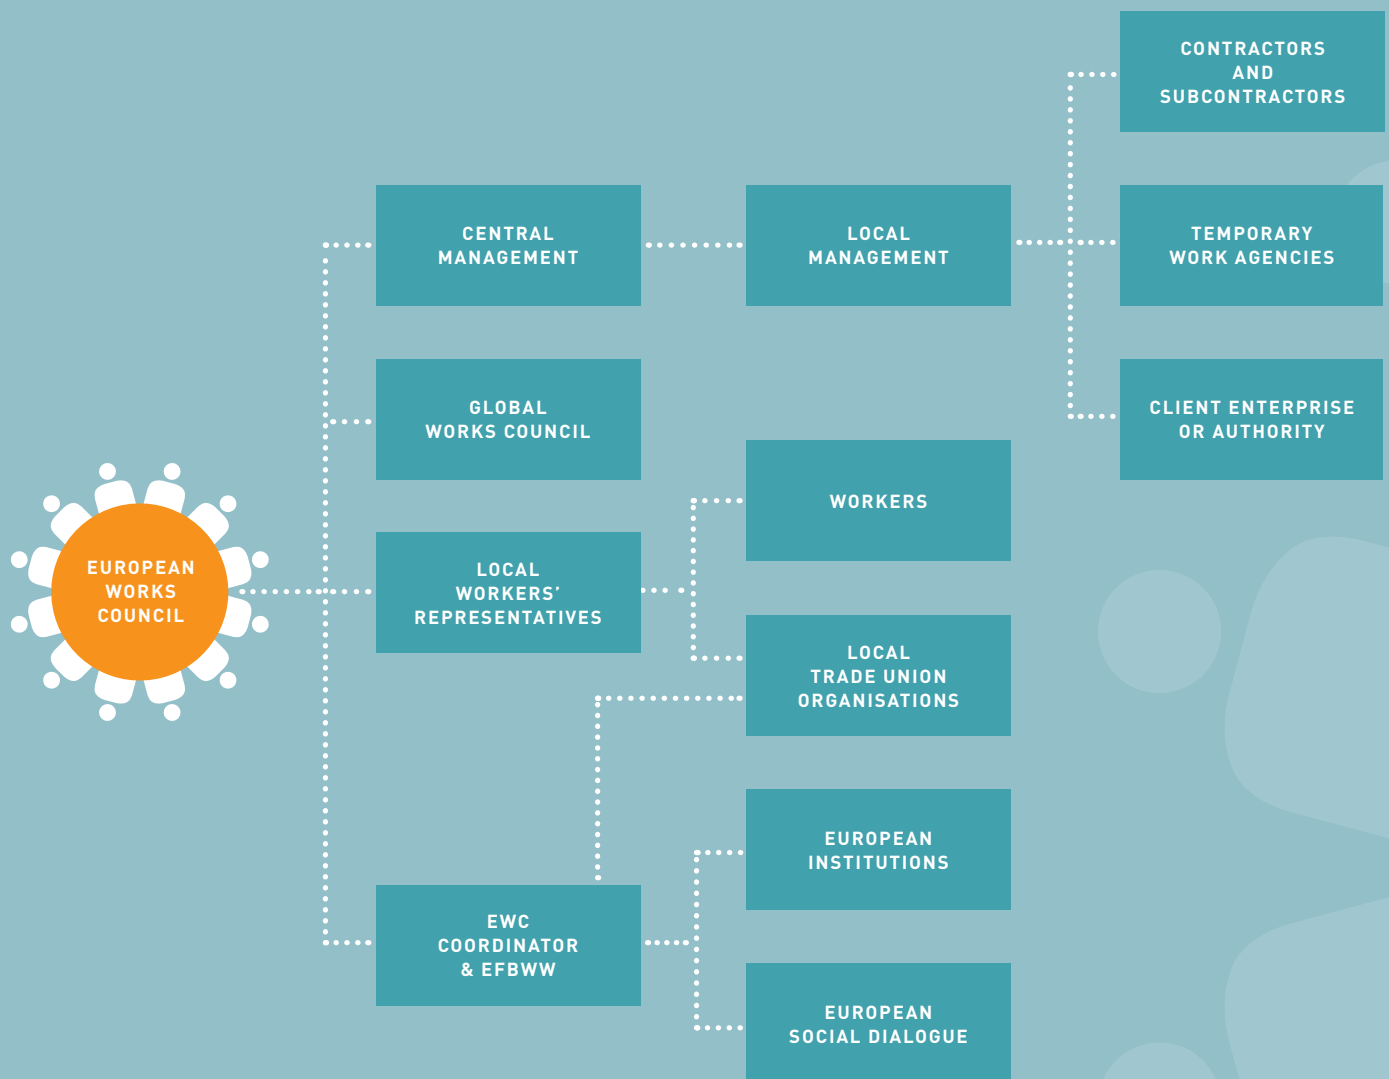 CONTRACTORS
AND
SUBCONTRACTORS
CENTRAL
MANAGEMENT
LOCAL
MANAGEMENT
TEMPORARY
WORK AGENCIES
GLOBAL
WORKS COUNCIL
CLIENT ENTERPRISE
OR AUTHORITY
WORKERS
EUROPEAN
WORKS
COUNCIL
LOCAL
WORKERS’
REPRESENTATIVES
LOCAL
TRADE UNION
ORGANISATIONS
EUROPEAN
INSTITUTIONS
EWC
COORDINATOR
& EFBWW
EUROPEAN
SOCIAL DIALOGUE